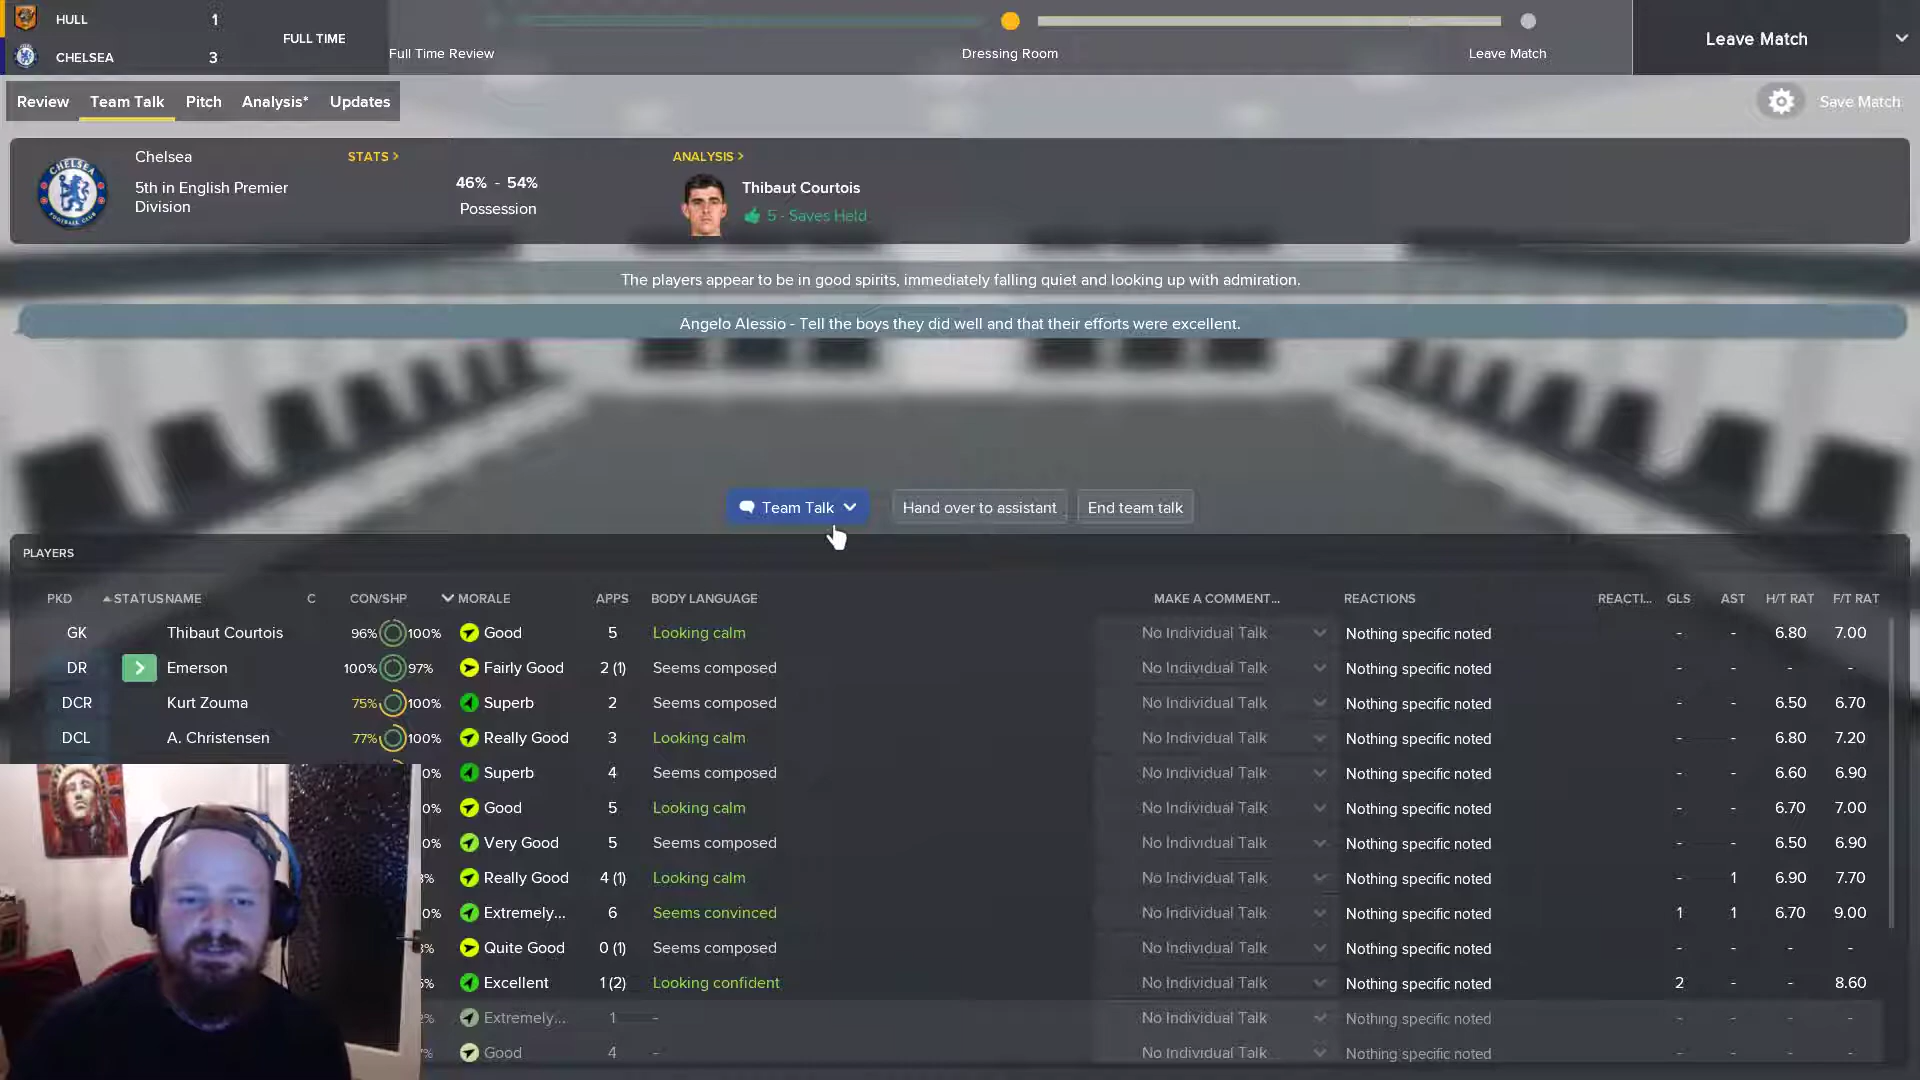 HULL 1
CHELSEA 3
FULL TIME
Full Time Review Dressing Room Leave Match
Leave Match
Review Team Talk Pitch Analysis* Updates
Save Match
Chelsea
5th in English Premier
Division
STATS >
46% - 54%
Possession
ANALYSIS >
Thibaut Courtois
5 - Saves Held
The players appear to be in good spirits, immediately falling quiet and looking up with admiration.
Angelo Alessio - Tell the boys they did well and that their efforts were excellent.
Team Talk Hand over to assistant End team talk
PLAYERS
PKD STATUS NAME C CON/SHP MORALE APPS BODY LANGUAGE MAKE A COMMENT... REACTIONS REACTI... GLS AST H/T RAT F/T RAT
GK Thibaut Courtois 96% 100% Good 5 Looking calm No Individual Talk Nothing specific noted - - 6.80 7.00
DR Emerson 100% 97% Fairly Good 2 (1) Seems composed No Individual Talk Nothing specific noted - - - -
DCR Kurt Zouma 75% 100% Superb 2 Seems composed No Individual Talk Nothing specific noted - - 6.50 6.70
DCL A. Christensen 77% 100% Really Good 3 Looking calm No Individual Talk Nothing specific noted - - 6.80 7.20
0% Superb 4 Seems composed No Individual Talk Nothing specific noted - - 6.60 6.90
0% Good 5 Looking calm No Individual Talk Nothing specific noted - - 6.70 7.00
0% Very Good 5 Seems composed No Individual Talk Nothing specific noted - - 6.50 6.90
% Really Good 4 (1) Looking calm No Individual Talk Nothing specific noted - 1 6.90 7.70
0% Extremely... 6 Seems convinced No Individual Talk Nothing specific noted 1 1 6.70 9.00
% Quite Good 0 (1) Seems composed No Individual Talk Nothing specific noted - - - -
% Excellent 1 (2) Looking confident No Individual Talk Nothing specific noted 2 - - 8.60
% Extremely... 1 - No Individual Talk Nothing specific noted - - - -
% Good 4 - No Individual Talk Nothing specific noted - - - -